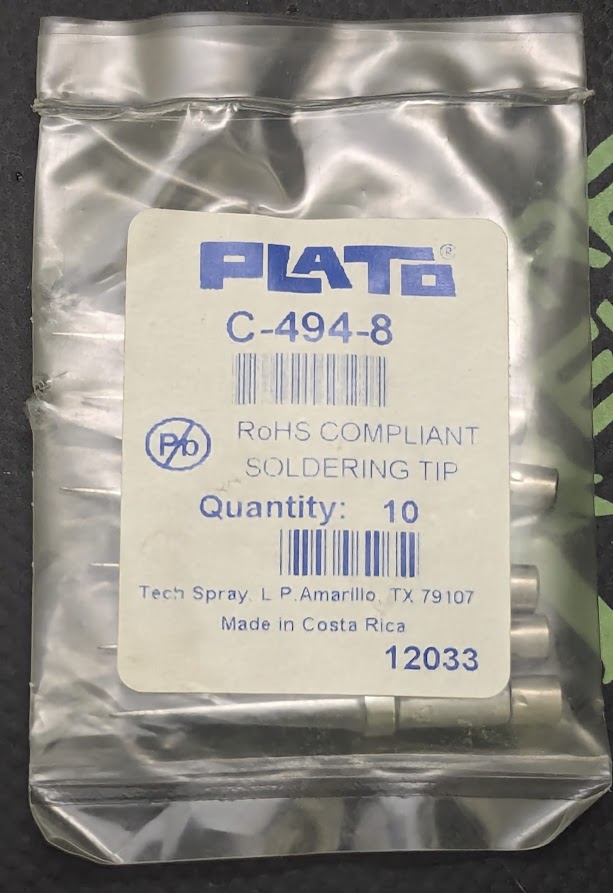 PLATO®
C-494-8
Pb
RoHS COMPLIANT
SOLDERING TIP
Quantity: 10
Tech Spray, L P.Amarillo, TX 79107
Made in Costa Rica
12033